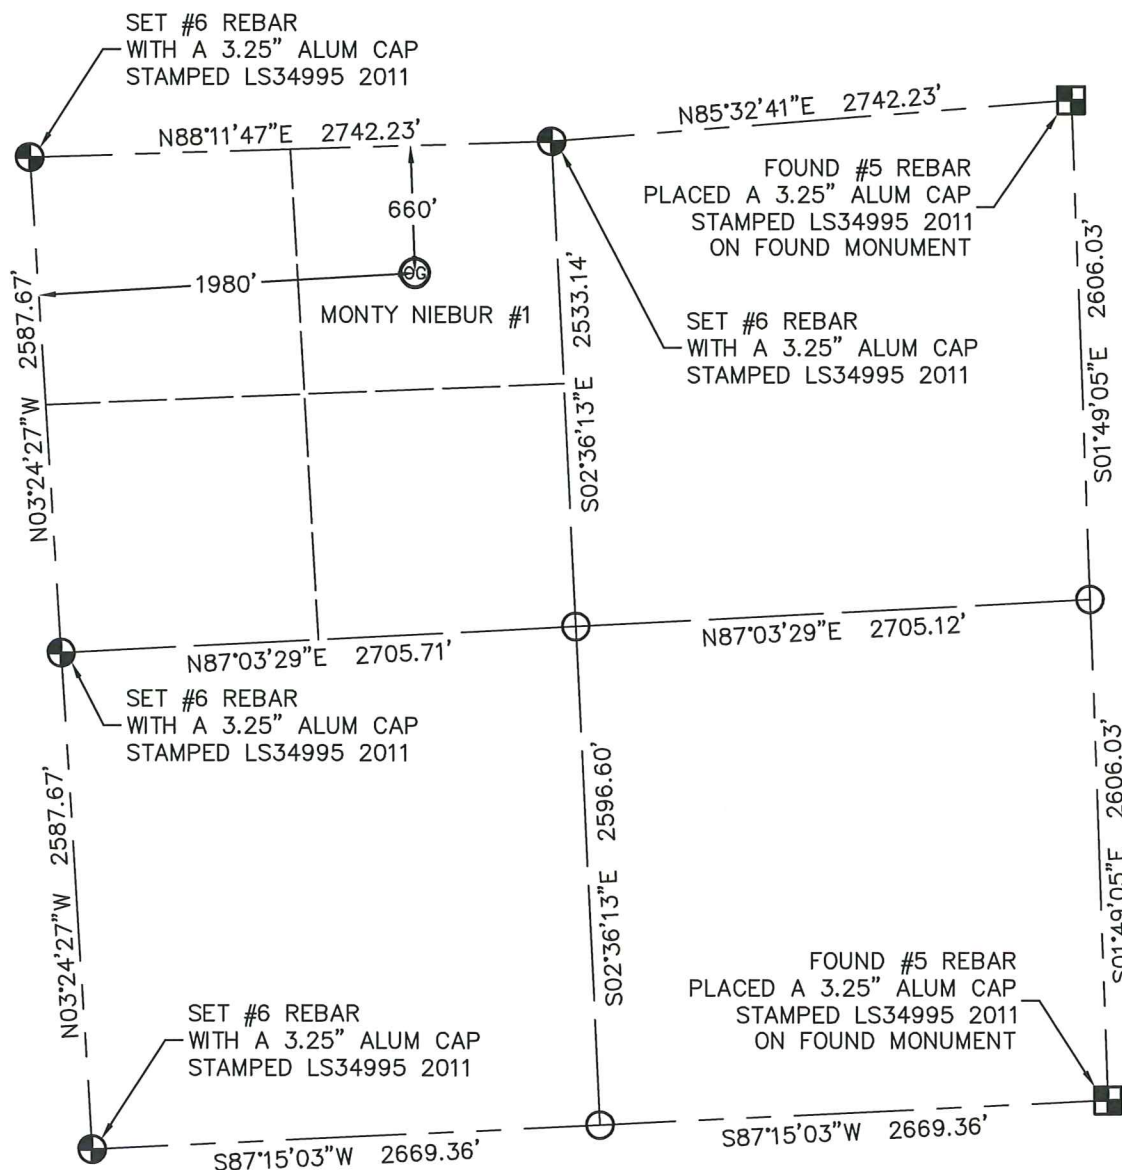 SET #6 REBAR
WITH A 3.25" ALUM CAP
STAMPED LS34995 2011
N88°11'47"E 2742.23'
N85°32'41"E 2742.23'
FOUND #5 REBAR
PLACED A 3.25" ALUM CAP
STAMPED LS34995 2011
ON FOUND MONUMENT
660'
1980'
OG
MONTY NIEBUR #1
N03°24'27"W 2587.67'
S02°36'13"E 2533.14'
SET #6 REBAR
WITH A 3.25" ALUM CAP
STAMPED LS34995 2011
S01°49'05"E 2606.03'
N87°03'29"E 2705.71'
N87°03'29"E 2705.12'
SET #6 REBAR
WITH A 3.25" ALUM CAP
STAMPED LS34995 2011
N03°24'27"W 2587.67'
S02°36'13"E 2596.60'
S01°49'05"E 2606.03'
FOUND #5 REBAR
PLACED A 3.25" ALUM CAP
STAMPED LS34995 2011
ON FOUND MONUMENT
SET #6 REBAR
WITH A 3.25" ALUM CAP
STAMPED LS34995 2011
S87°15'03"W 2669.36'
S87°15'03"W 2669.36'